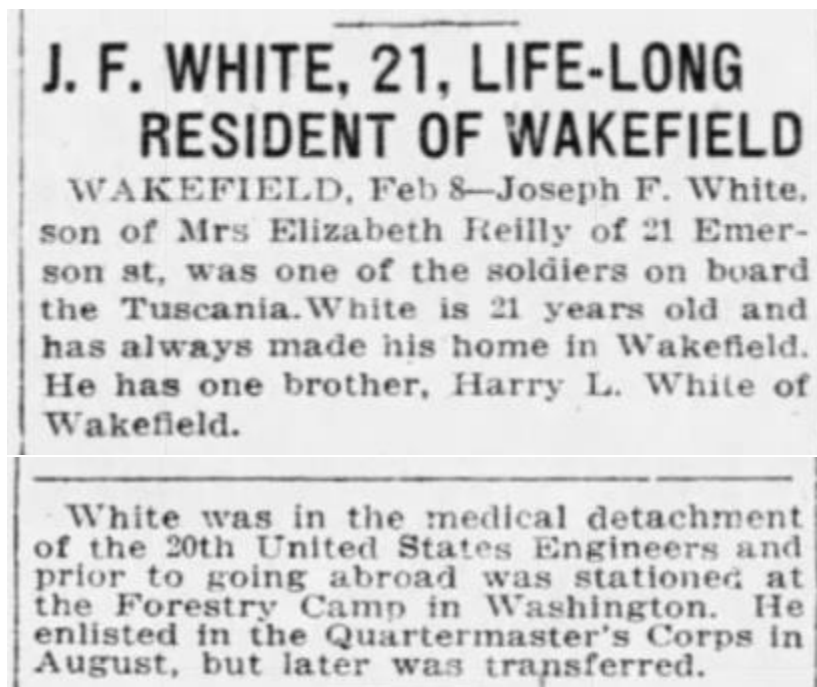 J. F. WHITE, 21, LIFE-LONG
RESIDENT OF WAKEFIELD
WAKEFIELD, Feb 8—Joseph F. White,
son of Mrs Elizabeth Reilly of 21 Emer-
son st, was one of the soldiers on board
the Tuscania. White is 21 years old and
has always made his home in Wakefield.
He has one brother, Harry L. White of
Wakefield.
White was in the medical detachment
of the 20th United States Engineers and
prior to going abroad was stationed at
the Forestry Camp in Washington. He
enlisted in the Quartermaster's Corps in
August, but later was transferred.